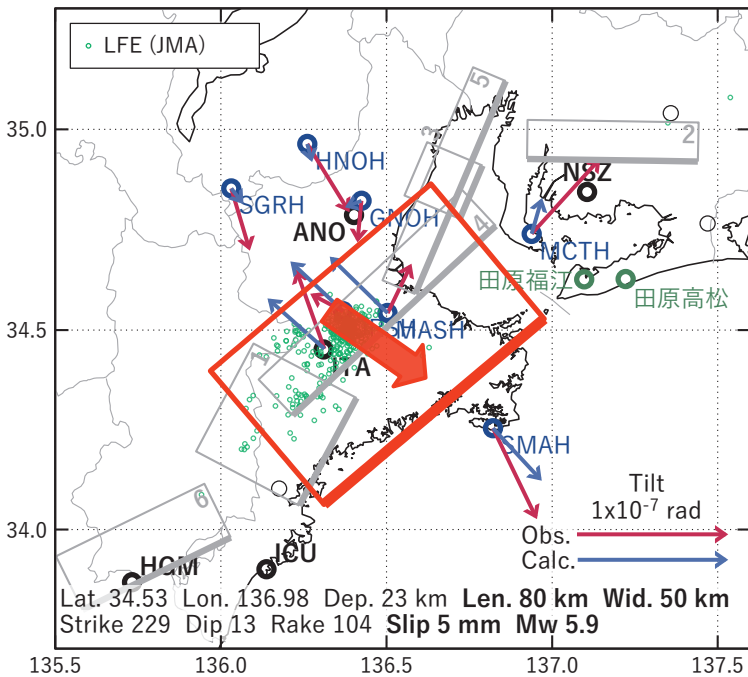 LFE (JMA)
5
3
2
35.0
HNOH
NSZ
SGRH
GNOH
ANO
4
MCTH
田原福江
田原高松
34.5
MASH
ITA
1
SMAH
Tilt
1x10⁻⁷ rad
6
34.0
Obs.
Calc.
HGM
ICU
Lat. 34.53 Lon. 136.98 Dep. 23 km Len. 80 km Wid. 50 km
Strike 229 Dip 13 Rake 104 Slip 5 mm Mw 5.9
135.5 136.0 136.5 137.0 137.5